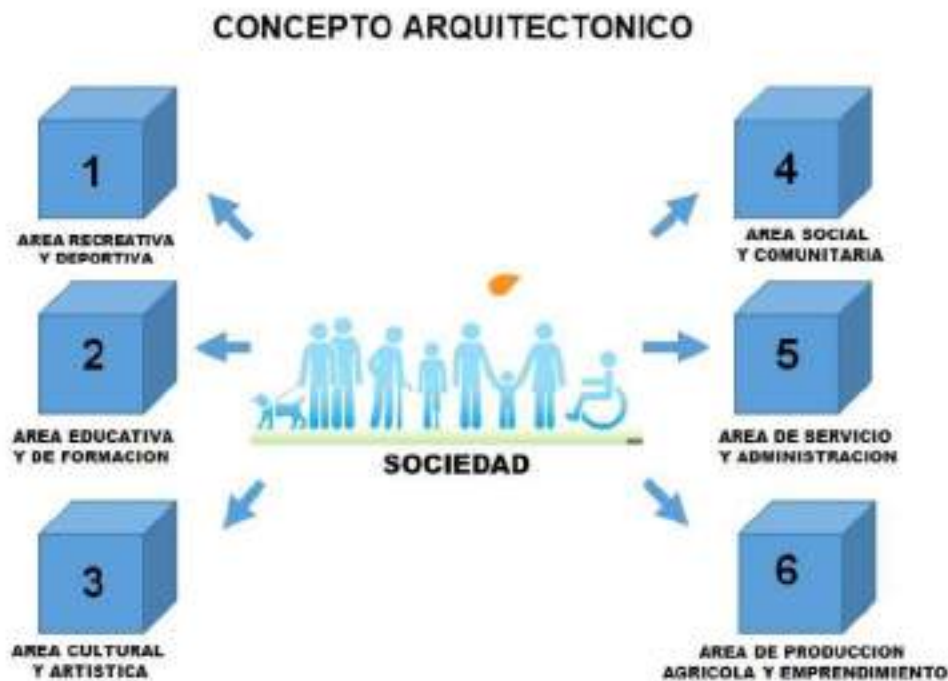 CONCEPTO ARQUITECTONICO
1
AREA RECREATIVA
Y DEPORTIVA
2
AREA EDUCATIVA
Y DE FORMACION
3
AREA CULTURAL
Y ARTISTICA
SOCIEDAD
4
AREA SOCIAL
Y COMUNITARIA
5
AREA DE SERVICIO
Y ADMINISTRACION
6
AREA DE PRODUCCION
AGRICOLA Y EMPRENDIMIENTO